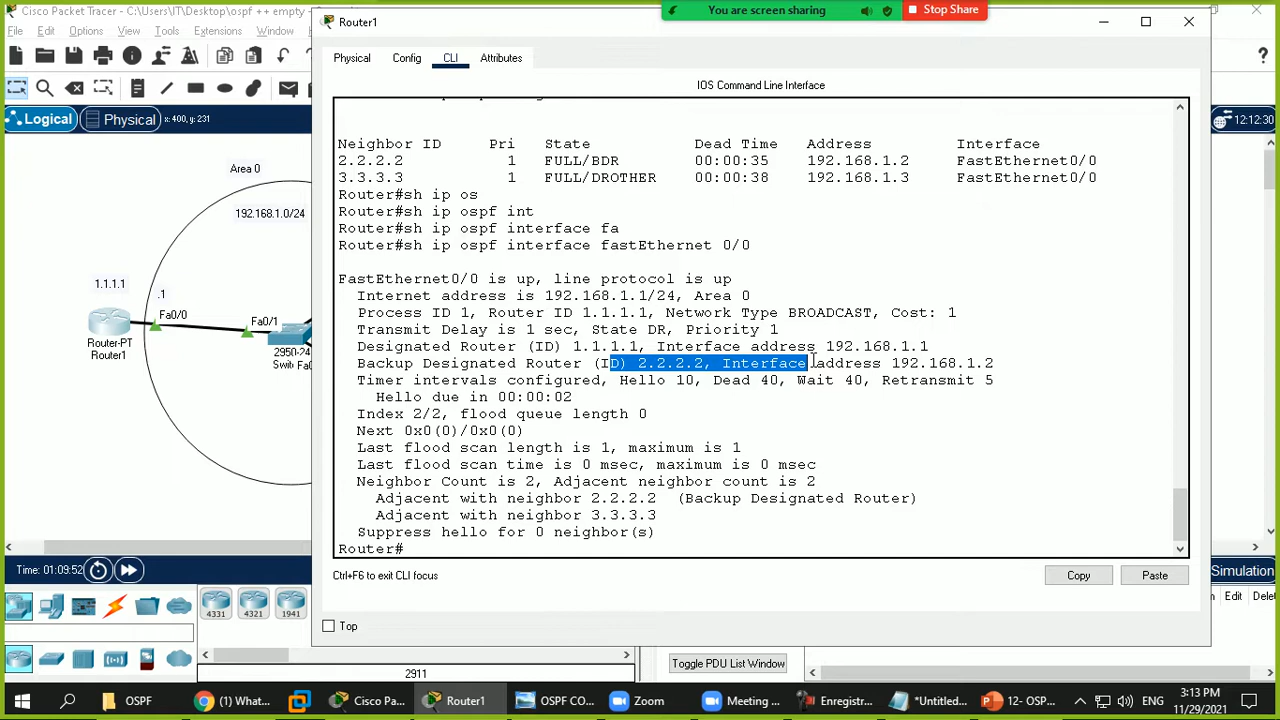 Cisco Packet Tracer - C:\Users\IT\Desktop\ospf ++ empty
You are screen sharing
Stop Share
Router1
File Edit Options View Tools Extensions Window
Physical Config CLI Attributes
IOS Command Line Interface
Logical Physical x: 400, y: 231
12:12:30
Area 0
192.168.1.0/24
1.1.1.1
.1
Fa0/0
Fa0/1
Router-PT
Router1
2950-24
Neighbor ID Pri State Dead Time Address Interface
2.2.2.2 1 FULL/BDR 00:00:35 192.168.1.2 FastEthernet0/0
3.3.3.3 1 FULL/DROTHER 00:00:38 192.168.1.3 FastEthernet0/0
Router#sh ip os
Router#sh ip ospf int
Router#sh ip ospf interface fa
Router#sh ip ospf interface fastEthernet 0/0
FastEthernet0/0 is up, line protocol is up
Internet address is 192.168.1.1/24, Area 0
Process ID 1, Router ID 1.1.1.1, Network Type BROADCAST, Cost: 1
Transmit Delay is 1 sec, State DR, Priority 1
Designated Router (ID) 1.1.1.1, Interface address 192.168.1.1
Backup Designated Router (ID) 2.2.2.2, Interface address 192.168.1.2
Timer intervals configured, Hello 10, Dead 40, Wait 40, Retransmit 5
Hello due in 00:00:02
Index 2/2, flood queue length 0
Next 0x0(0)/0x0(0)
Last flood scan length is 1, maximum is 1
Last flood scan time is 0 msec, maximum is 0 msec
Neighbor Count is 2, Adjacent neighbor count is 2
Adjacent with neighbor 2.2.2.2 (Backup Designated Router)
Adjacent with neighbor 3.3.3.3
Suppress hello for 0 neighbor(s)
Router#
Ctrl+F6 to exit CLI focus
Copy Paste
Top
Time: 01:09:52
Simulation
Edit
4331 4321 1941
2911
Toggle PDU List Window
OSPF
(1) What...
Cisco Pa...
Router1
OSPF CO...
Zoom
Meeting ...
Enregistr...
*Untitled...
12- OSP...
ENG
3:13 PM
11/29/2021